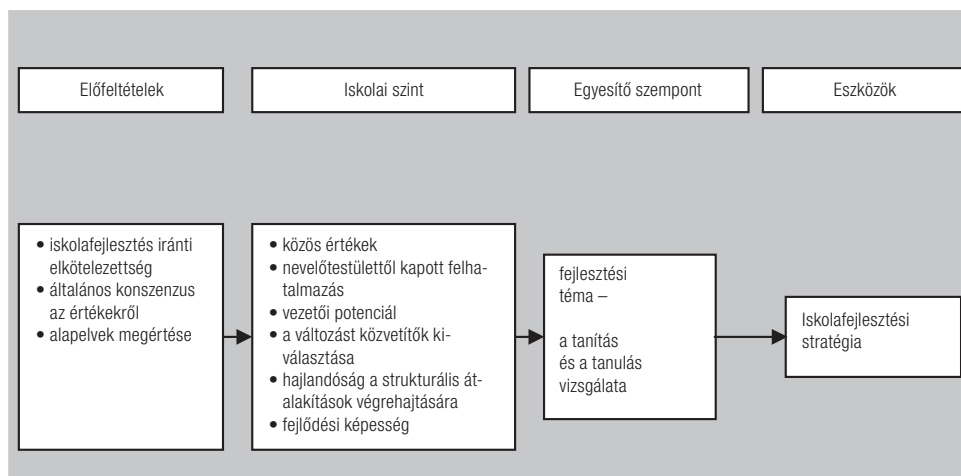 Előfeltételek
Iskolai szint
Egyesítő szempont
Eszközök
• iskolafejlesztés iránti
elkötelezettség
• általános konszenzus
az értékekről
• alapelvek megértése
• közös értékek
• nevelőtestülettől kapott felha-
talmazás
• vezetői potenciál
• a változást közvetítők ki-
választása
• hajlandóság a strukturális át-
alakítások végrehajtására
• fejlődési képesség
fejlesztési
téma –
a tanítás
és a tanulás
vizsgálata
Iskolafejlesztési
stratégia